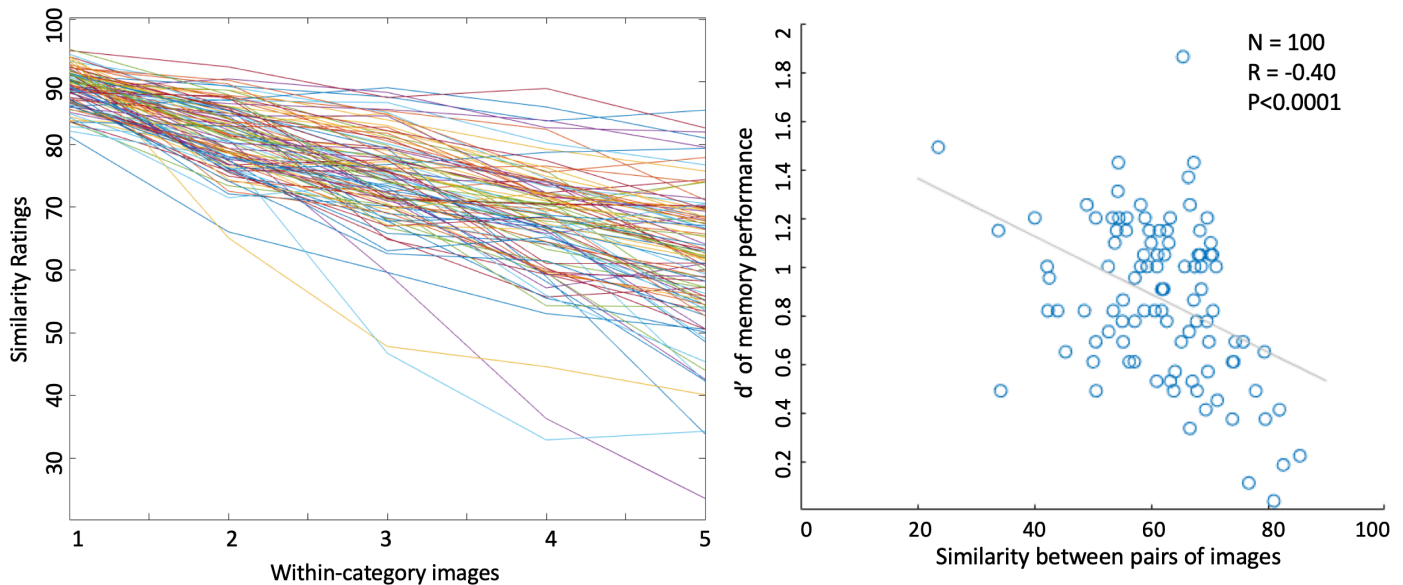 Similarity Ratings
100
90
80
70
60
50
40
30
1 2 3 4 5
Within-category images
d’ of memory performance
2
1.8
1.6
1.4
1.2
1
0.8
0.6
0.4
0.2
N = 100
R = -0.40
P<0.0001
0 20 40 60 80 100
Similarity between pairs of images